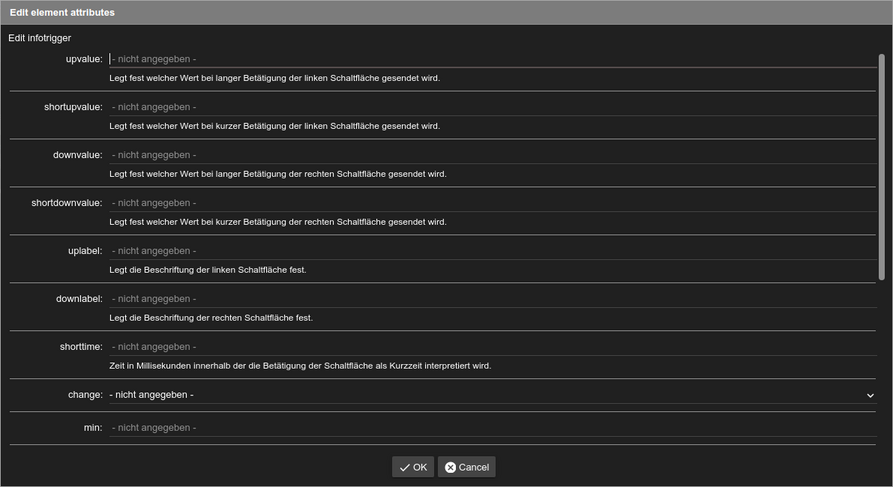 Edit element attributes
Edit infotrigger
upvalue: - nicht angegeben -
Legt fest welcher Wert bei langer Betätigung der linken Schaltfläche gesendet wird.
shortupvalue: - nicht angegeben -
Legt fest welcher Wert bei kurzer Betätigung der linken Schaltfläche gesendet wird.
downvalue: - nicht angegeben -
Legt fest welcher Wert bei langer Betätigung der rechten Schaltfläche gesendet wird.
shortdownvalue: - nicht angegeben -
Legt fest welcher Wert bei kurzer Betätigung der rechten Schaltfläche gesendet wird.
uplabel: - nicht angegeben -
Legt die Beschriftung der linken Schaltfläche fest.
downlabel: - nicht angegeben -
Legt die Beschriftung der rechten Schaltfläche fest.
shorttime: - nicht angegeben -
Zeit in Millisekunden innerhalb der die Betätigung der Schaltfläche als Kurzzeit interpretiert wird.
change: - nicht angegeben -
min: - nicht angegeben -
OK Cancel